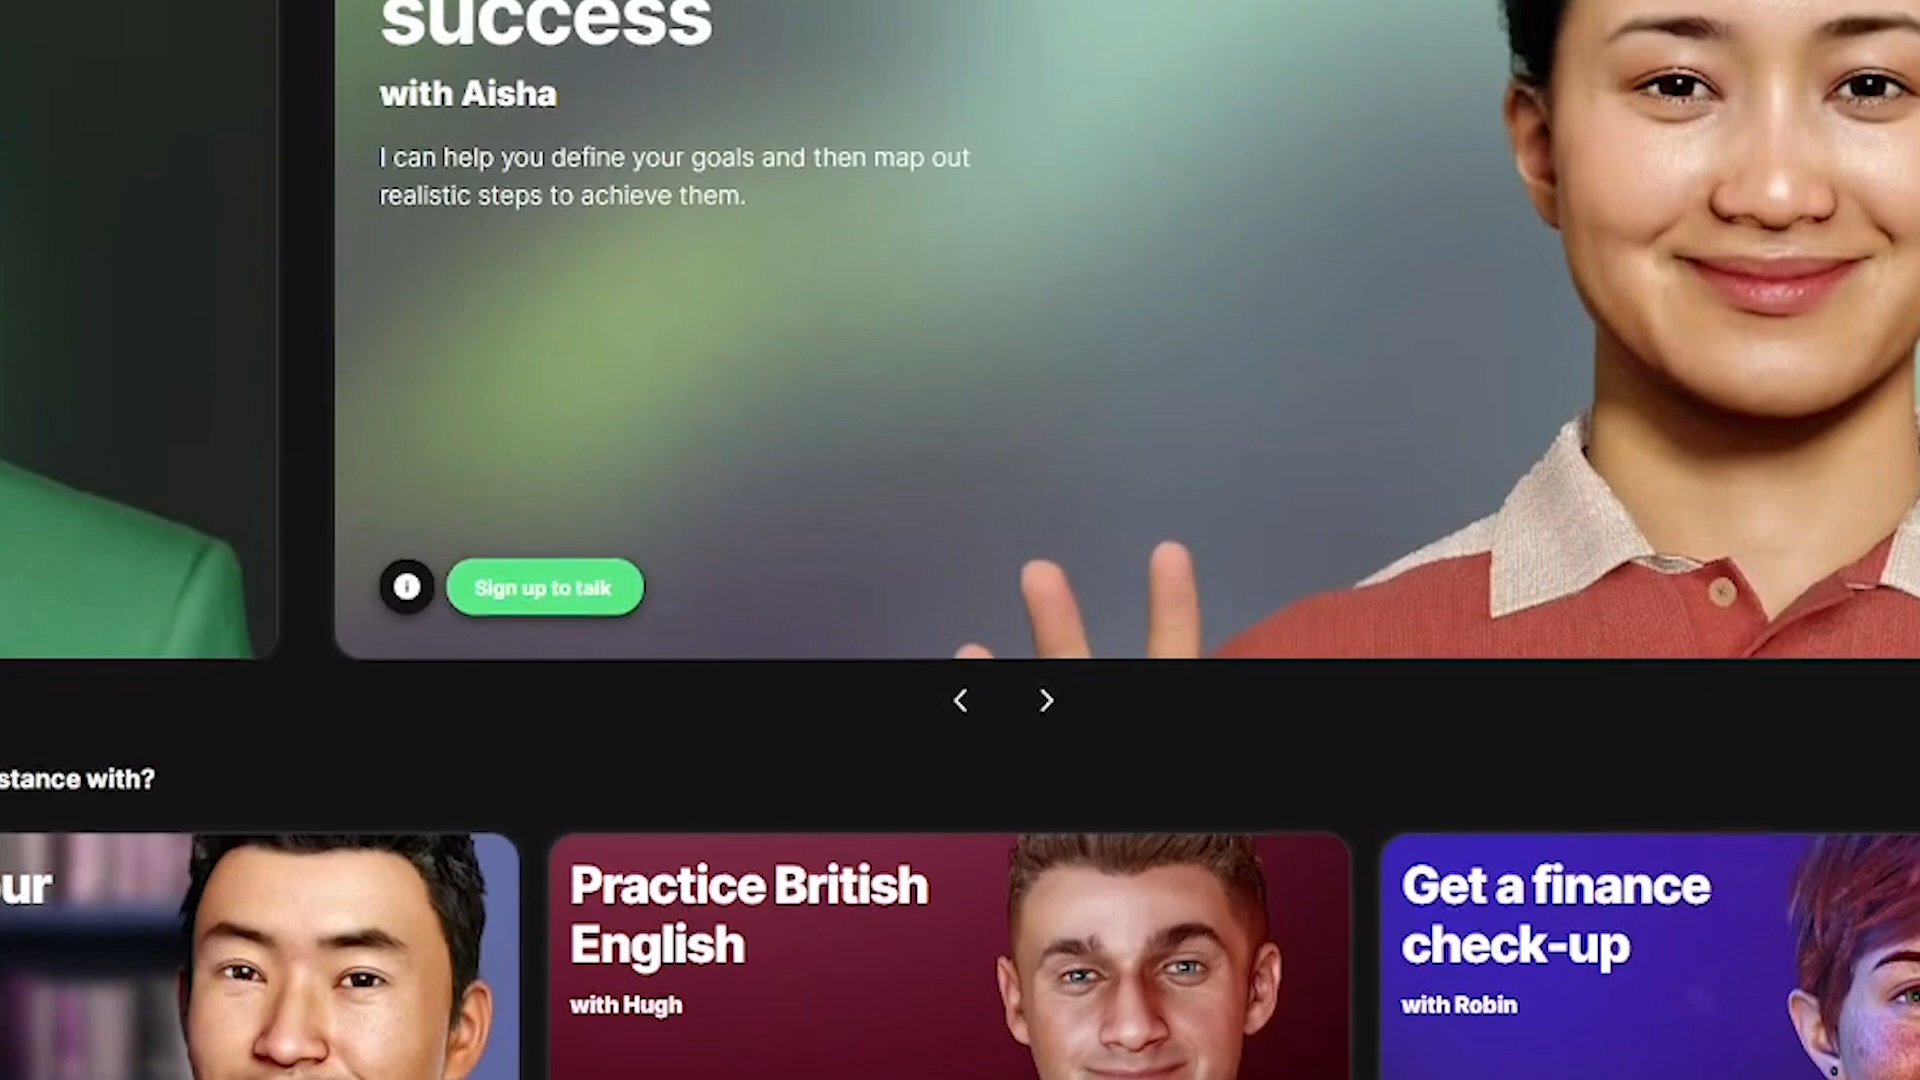 success
with Aisha
I can help you define your goals and then map out
realistic steps to achieve them.
Sign up to talk
stance with?
our
Practice British
English
with Hugh
Get a finance
check-up
with Robin